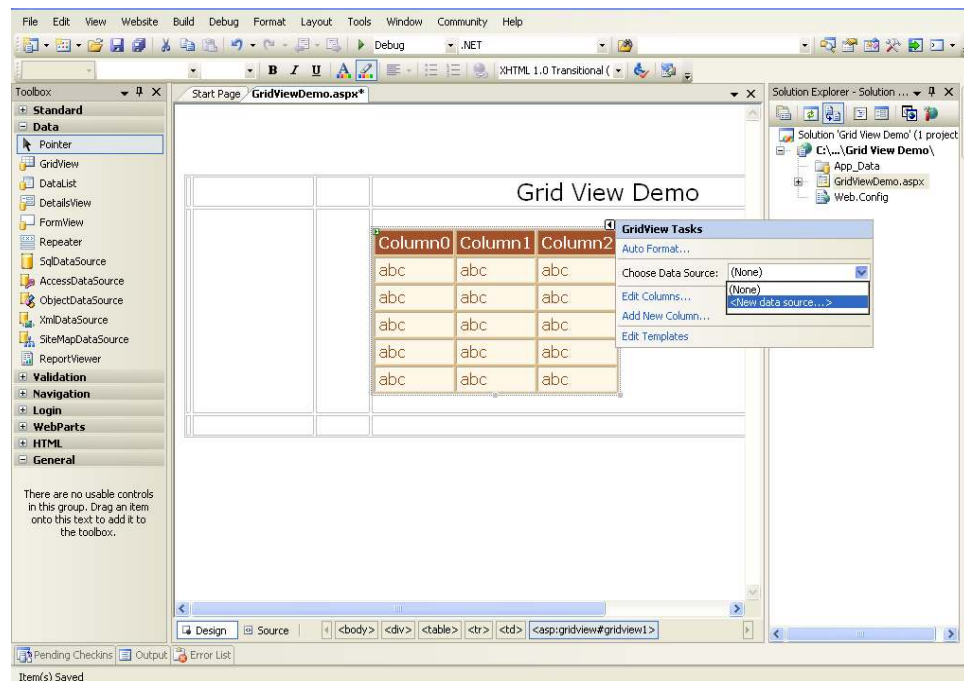 File Edit View Website Build Debug Format Layout Tools Window Community Help
Debug .NET
B I U A XHTML 1.0 Transitional (
Toolbox
Standard
Data
Pointer
GridView
DataList
DetailsView
FormView
Repeater
SqlDataSource
AccessDataSource
ObjectDataSource
XmlDataSource
SiteMapDataSource
ReportViewer
Validation
Navigation
Login
WebParts
HTML
General
There are no usable controls
in this group. Drag an item
onto this text to add it to
the toolbox.
Start Page GridViewDemo.aspx*
Grid View Demo
Column0 Column1 Column2
abc abc abc
abc abc abc
abc abc abc
abc abc abc
abc abc abc
GridView Tasks
Auto Format...
Choose Data Source: (None)
(None)
<New data source...>
Edit Columns...
Add New Column...
Edit Templates
Design Source <body> <div> <table> <tr> <td> <asp:gridview#gridview1>
Solution Explorer - Solution ...
Solution 'Grid View Demo' (1 project
C:\...\Grid View Demo\
App_Data
GridViewDemo.aspx
Web.Config
Pending Checkins Output Error List
Item(s) Saved